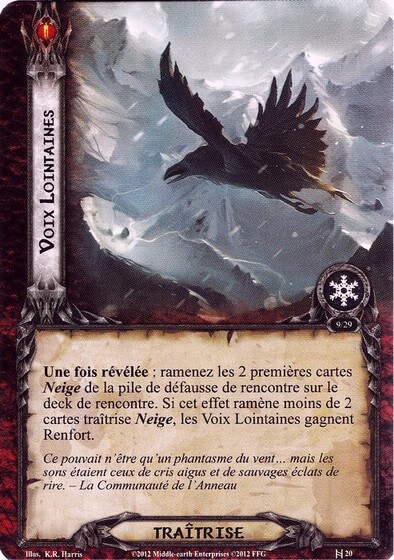 VOIX LOINTAINES
9/29
Une fois révélée : ramenez les 2 premières cartes
Neige de la pile de défausse de rencontre sur le
deck de rencontre. Si cet effet ramène moins de 2
cartes traîtrise Neige, les Voix Lointaines gagnent
Renfort.
Ce pouvait n'être qu'un phantasme du vent... mais les
sons étaient ceux de cris aigus et de sauvages éclats de
rire. – La Communauté de l'Anneau
TRAÎTRISE
Illus. K.R. Harris
©2012 Middle-earth Enterprises ©2012 FFG
20